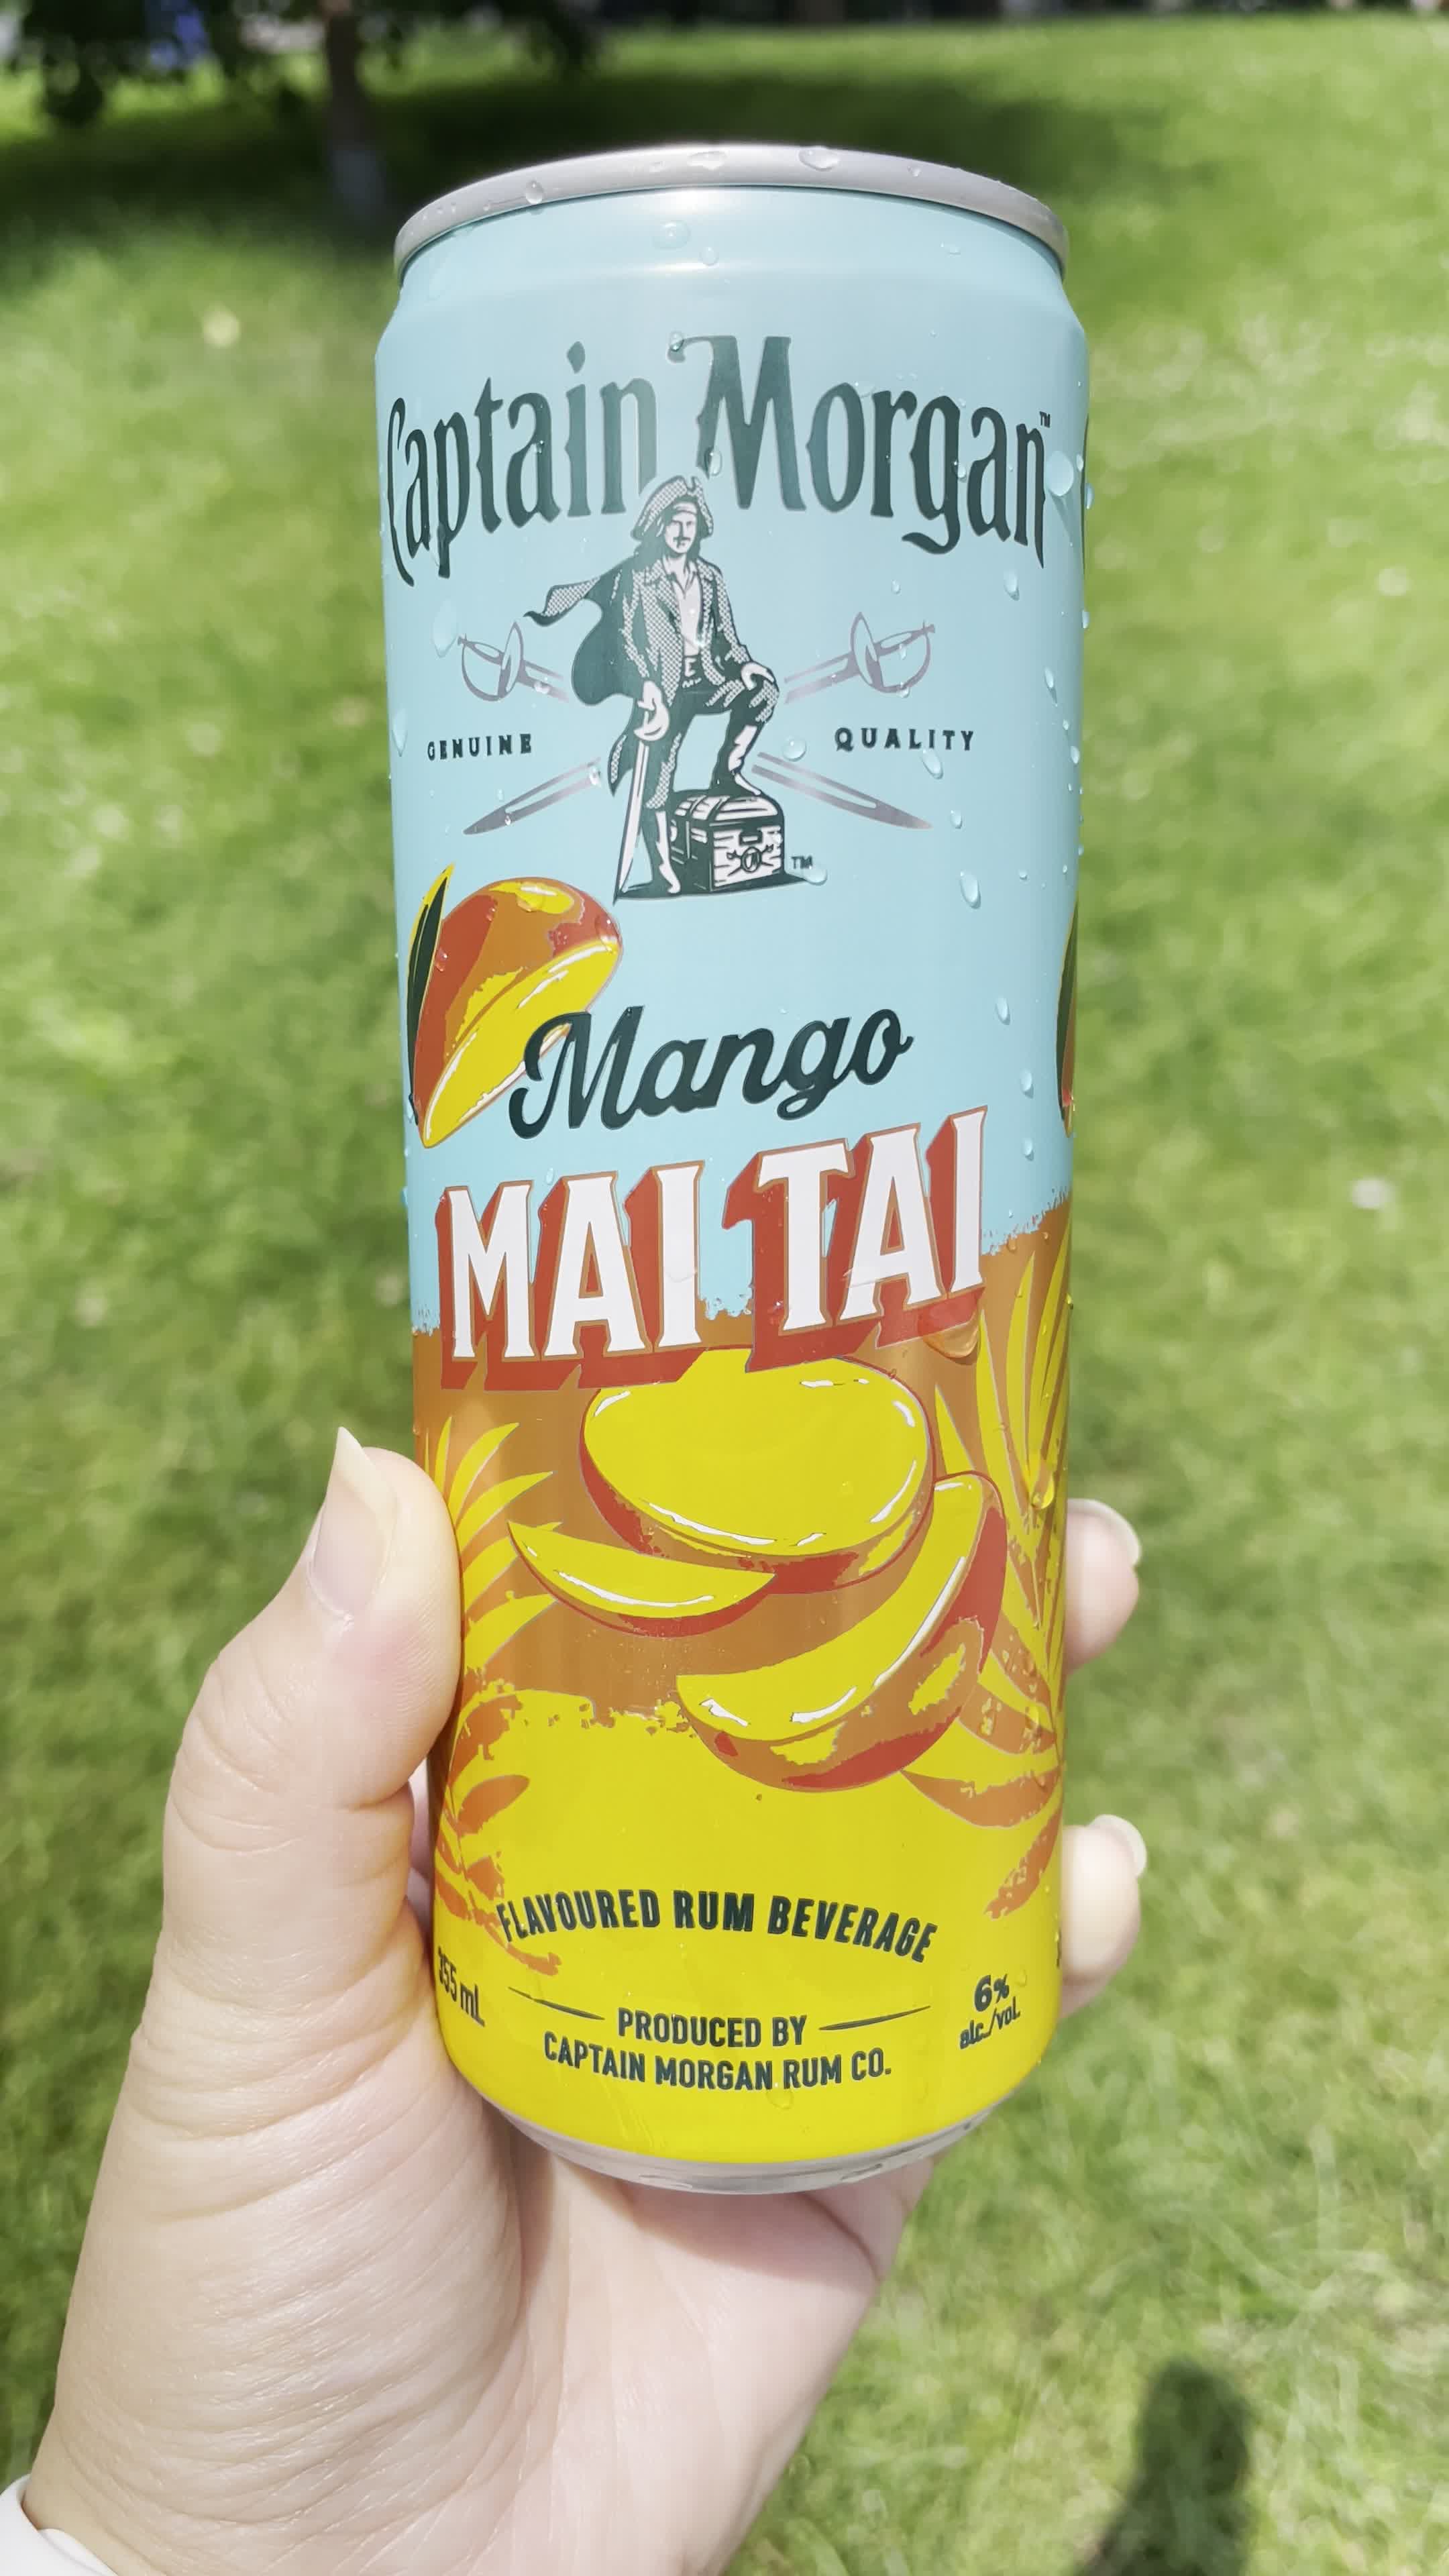 Captain Morgan™
GENUINE QUALITY
™
Mango
MAI TAI
FLAVOURED RUM BEVERAGE
355 mL
6%
alc./vol.
PRODUCED BY
CAPTAIN MORGAN RUM CO.